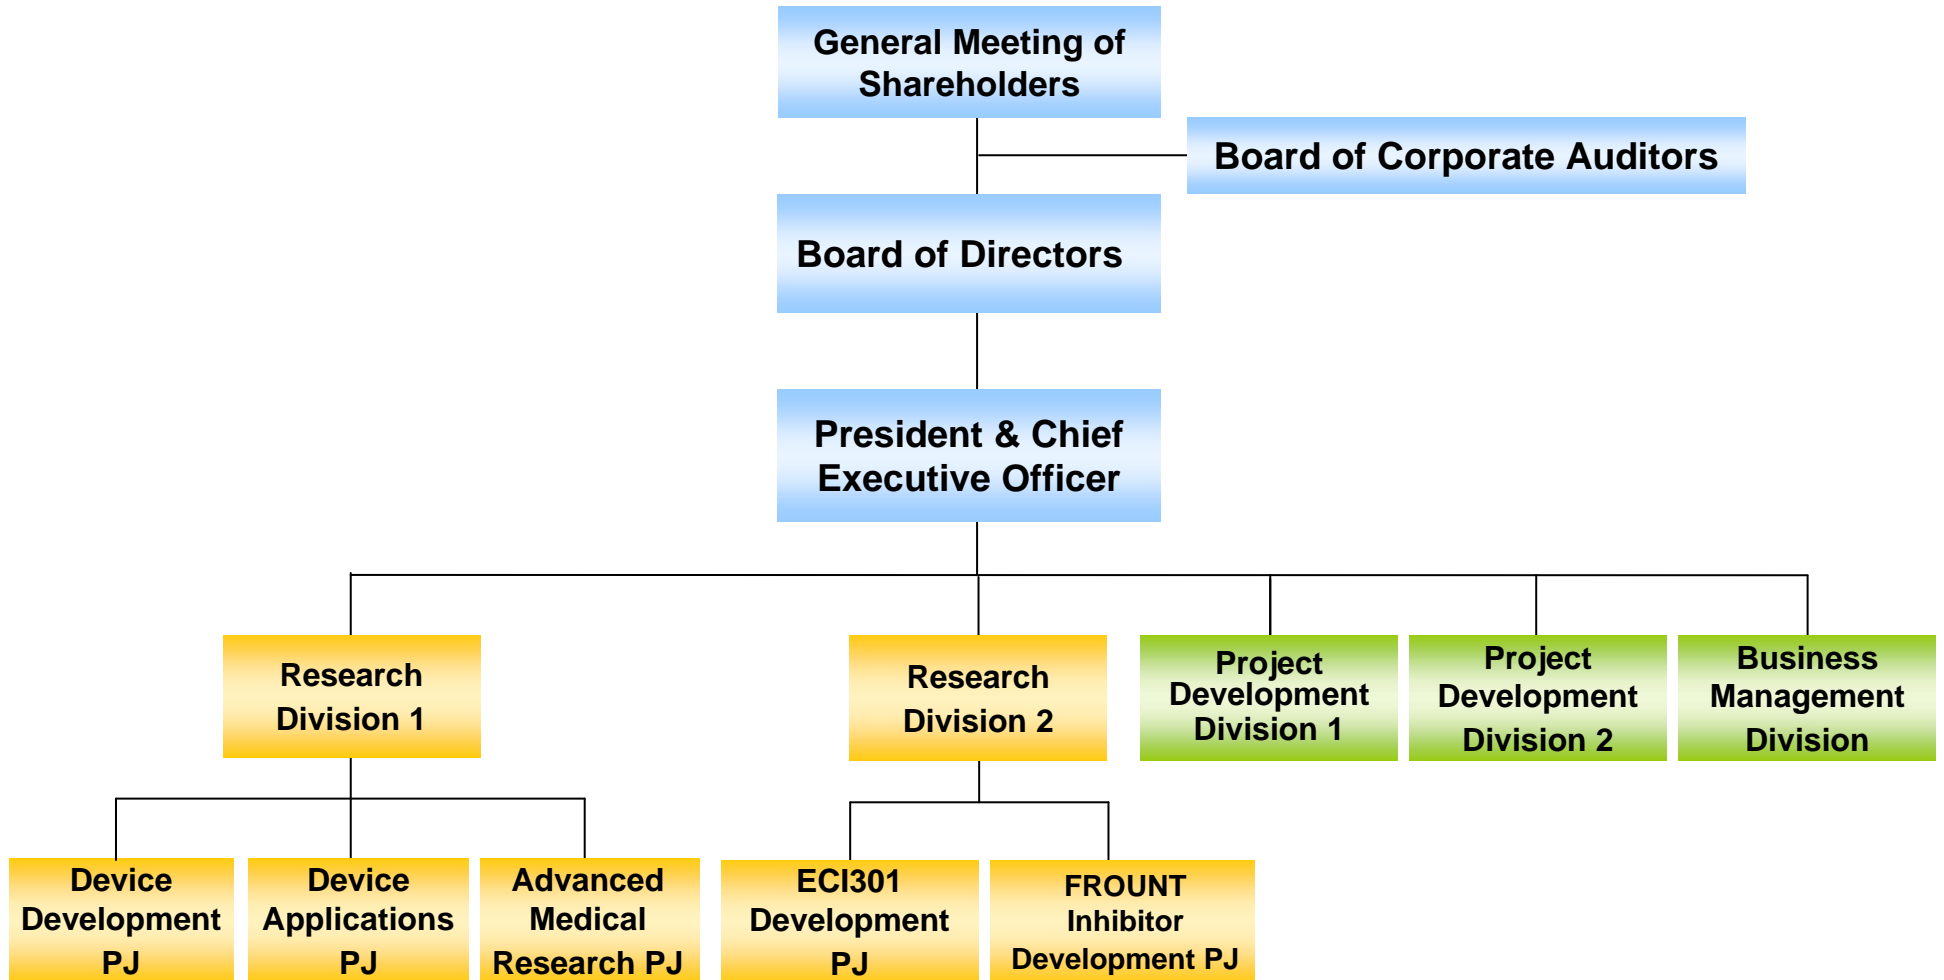 General Meeting of
Shareholders
Board of Corporate Auditors
Board of Directors
President & Chief
Executive Officer
Research
Division 1
Research
Division 2
Project
Development
Division 1
Project
Development
Division 2
Business
Management
Division
Device
Development
PJ
Device
Applications
PJ
Advanced
Medical
Research PJ
ECI301
Development
PJ
FROUNT
Inhibitor
Development PJ